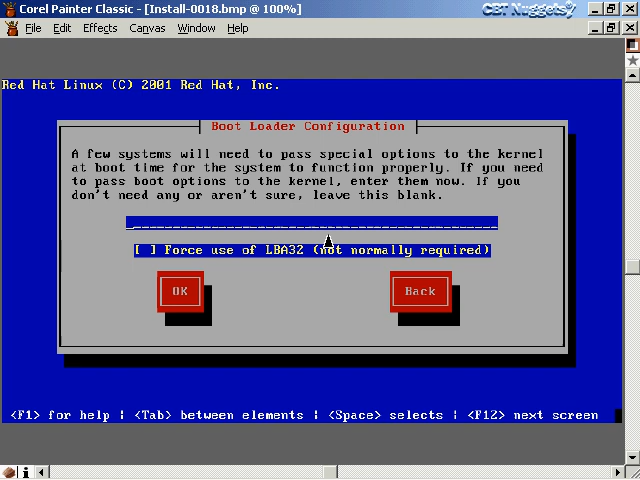 Corel Painter Classic - [Install-0018.bmp @ 100%]
CBT Nuggets
File Edit Effects Canvas Window Help
Red Hat Linux (C) 2001 Red Hat, Inc.
Boot Loader Configuration
A few systems will need to pass special options to the kernel
at boot time for the system to function properly. If you need
to pass boot options to the kernel, enter them now. If you
don't need any or aren't sure, leave this blank.
[ ] Force use of LBA32 (not normally required)
OK Back
<F1> for help | <Tab> between elements | <Space> selects | <F12> next screen